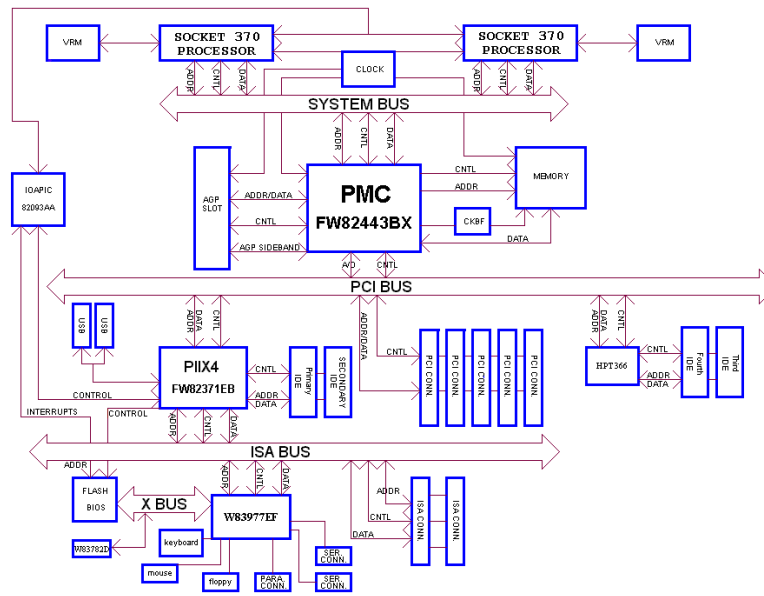 VRM
SOCKET 370
PROCESSOR
SOCKET 370
PROCESSOR
VRM
CLOCK
ADDR
CNTL
DATA
ADDR
CNTL
DATA
SYSTEM BUS
ADDR
CNTL
DATA
IOAPIC
82093AA
AGP
SLOT
ADDR/DATA
CNTL
AGP SIDEBAND
PMC
FW82443BX
CNTL
ADDR
CKBF
DATA
MEMORY
A/D
CNTL
PCI BUS
USB
USB
ADDR
DATA
CNTL
PIIX4
FW82371EB
CNTL
ADDR
DATA
Primary
IDE
SECONDARY
IDE
ADDR/DATA
CNTL
PCI CONN.
PCI CONN.
PCI CONN.
PCI CONN.
PCI CONN.
ADDR
DATA
CNTL
HPT366
CNTL
ADDR
DATA
Fourth
IDE
Third
IDE
CONTROL
INTERRUPTS
CONTROL
ADDR
CNTL
DATA
ISA BUS
ADDR
FLASH
BIOS
X BUS
ADDR
CNTL
DATA
W83977EF
W83782D
keyboard
mouse
floppy
PARA.
CONN.
SER.
CONN.
SER.
CONN.
ADDR
CNTL
DATA
ISA CONN.
ISA CONN.